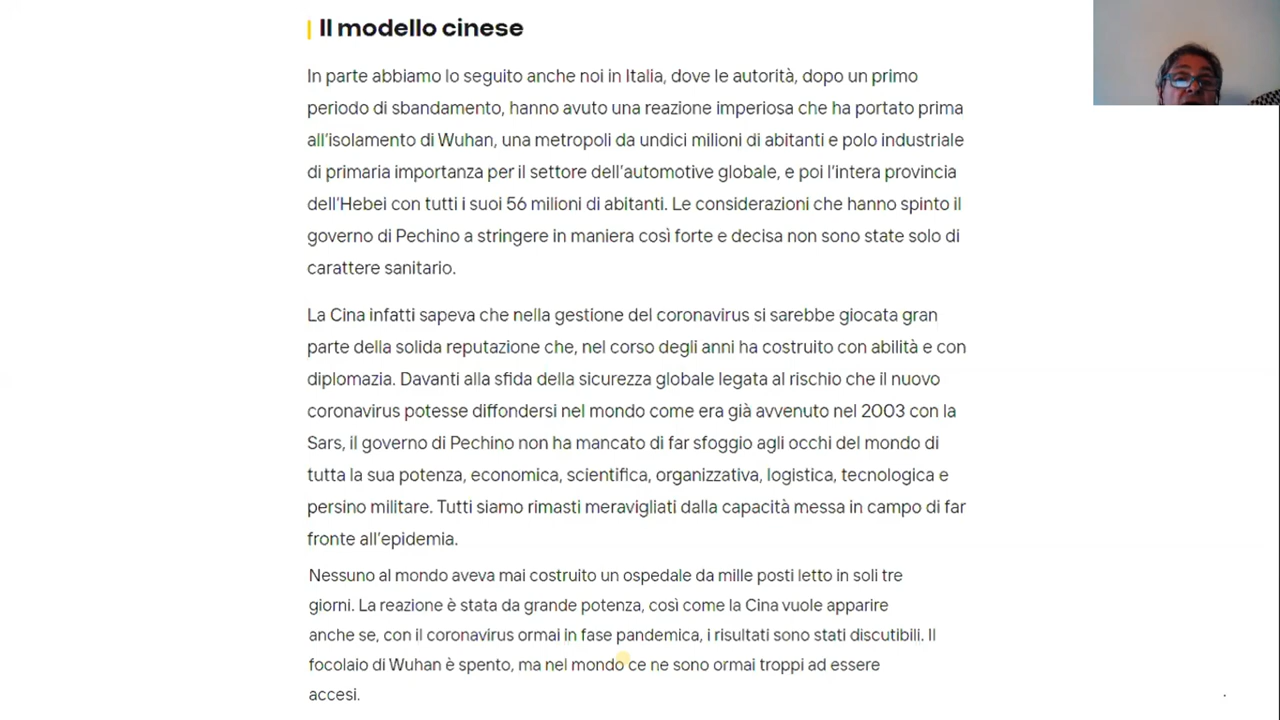 Il modello cinese
In parte abbiamo lo seguito anche noi in Italia, dove le autorità, dopo un primo
periodo di sbandamento, hanno avuto una reazione imperiosa che ha portato prima
all'isolamento di Wuhan, una metropoli da undici milioni di abitanti e polo industriale
di primaria importanza per il settore dell'automotive globale, e poi l'intera provincia
dell'Hebei con tutti i suoi 56 milioni di abitanti. Le considerazioni che hanno spinto il
governo di Pechino a stringere in maniera così forte e decisa non sono state solo di
carattere sanitario.
La Cina infatti sapeva che nella gestione del coronavirus si sarebbe giocata gran
parte della solida reputazione che, nel corso degli anni ha costruito con abilità e con
diplomazia. Davanti alla sfida della sicurezza globale legata al rischio che il nuovo
coronavirus potesse diffondersi nel mondo come era già avvenuto nel 2003 con la
Sars, il governo di Pechino non ha mancato di far sfoggio agli occhi del mondo di
tutta la sua potenza, economica, scientifica, organizzativa, logistica, tecnologica e
persino militare. Tutti siamo rimasti meravigliati dalla capacità messa in campo di far
fronte all'epidemia.
Nessuno al mondo aveva mai costruito un ospedale da mille posti letto in soli tre
giorni. La reazione è stata da grande potenza, così come la Cina vuole apparire
anche se, con il coronavirus ormai in fase pandemica, i risultati sono stati discutibili. Il
focolaio di Wuhan è spento, ma nel mondo ce ne sono ormai troppi ad essere
accesi.